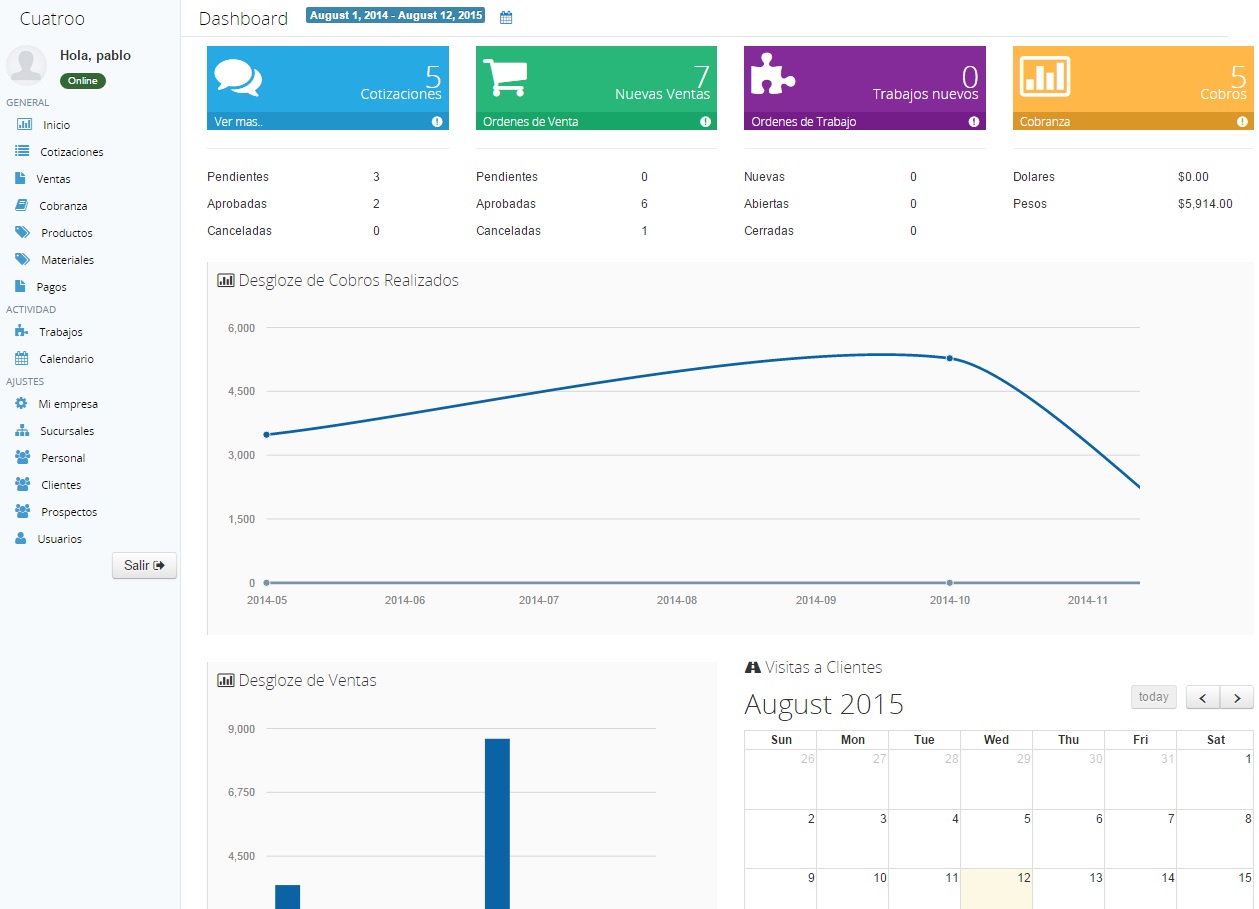 Cuatroo
Hola, pablo
Online
GENERAL
Inicio
Cotizaciones
Ventas
Cobranza
Productos
Materiales
Pagos
ACTIVIDAD
Trabajos
Calendario
AJUSTES
Mi empresa
Sucursales
Personal
Clientes
Prospectos
Usuarios
Salir
Dashboard August 1, 2014 - August 12, 2015
5
Cotizaciones
Ver mas..
7
Nuevas Ventas
Ordenes de Venta
0
Trabajos nuevos
Ordenes de Trabajo
5
Cobros
Cobranza
Pendientes 3
Aprobadas 2
Canceladas 0
Pendientes 0
Aprobadas 6
Canceladas 1
Nuevas 0
Abiertas 0
Cerradas 0
Dolares $0.00
Pesos $5,914.00
Desgloze de Cobros Realizados
6,000
4,500
3,000
1,500
0
2014-05 2014-06 2014-07 2014-08 2014-09 2014-10 2014-11
Desgloze de Ventas
9,000
6,750
4,500
Visitas a Clientes
August 2015
today < >
Sun Mon Tue Wed Thu Fri Sat
26 27 28 29 30 31 1
2 3 4 5 6 7 8
9 10 11 12 13 14 15